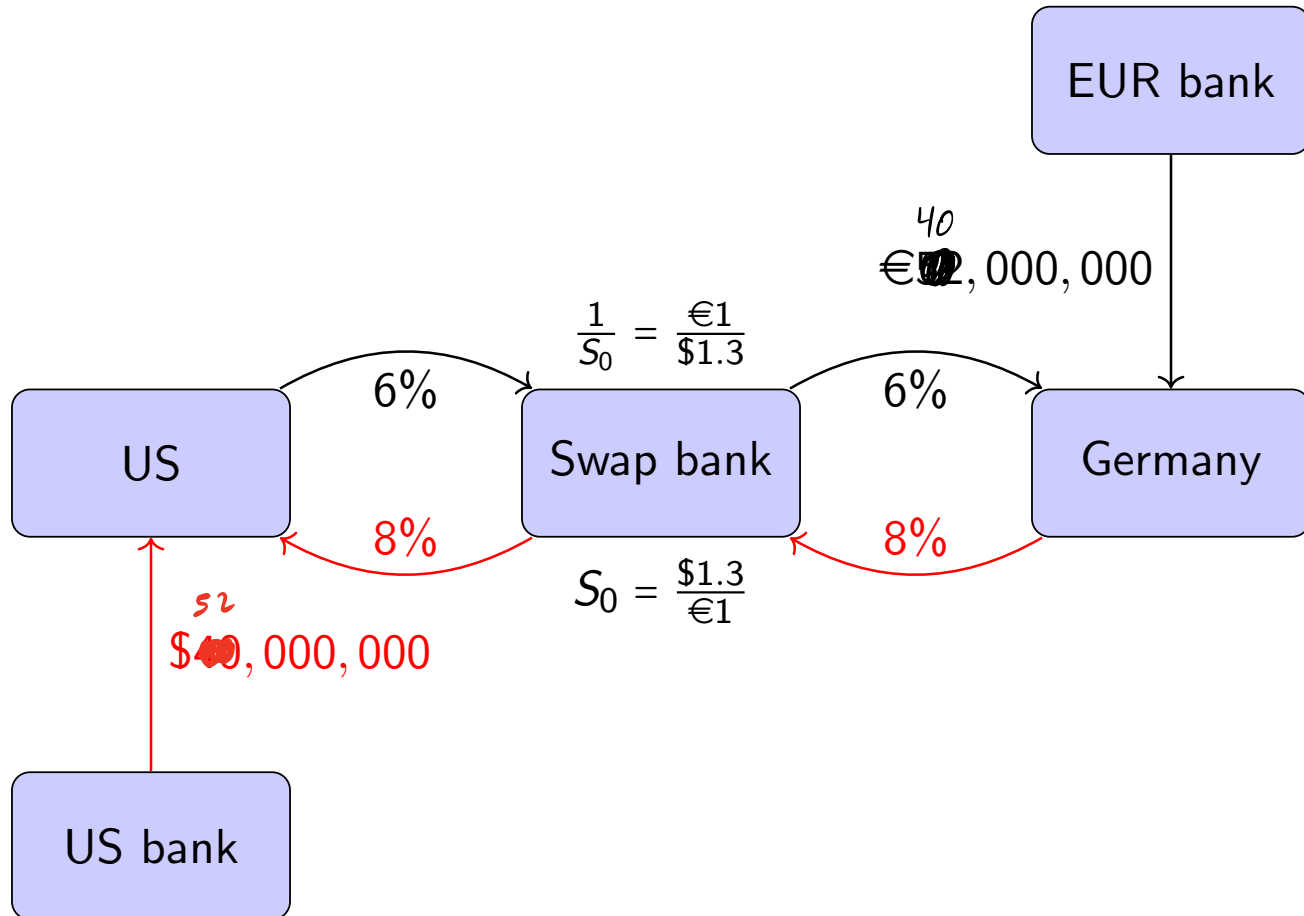 EUR bank
40
€, 000, 000
1/S₀ = €1/$1.3
6%
6%
US
Swap bank
Germany
8%
8%
S₀ = $1.3/€1
52
$, 000, 000
US bank